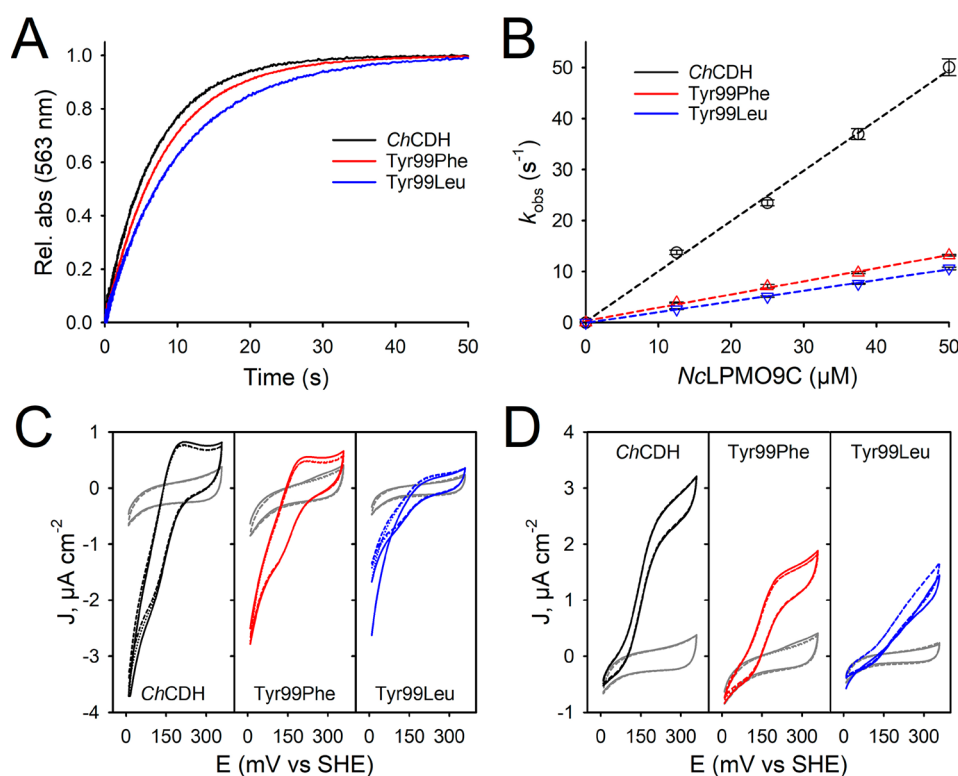 A
Rel. abs (563 nm)
1.0
0.8
0.6
0.4
0.2
0.0
ChCDH
Tyr99Phe
Tyr99Leu
0 10 20 30 40 50
Time (s)
B
kobs (s-1)
50
40
30
20
10
0
ChCDH
Tyr99Phe
Tyr99Leu
0 10 20 30 40 50
NcLPMO9C (µM)
C
J, µA cm-2
1
0
-1
-2
-3
-4
ChCDH Tyr99Phe Tyr99Leu
0 150 300 0 150 300 0 150 300
E (mV vs SHE)
D
J, µA cm-2
4
3
2
1
0
-1
ChCDH Tyr99Phe Tyr99Leu
0 150 300 0 150 300 0 150 300
E (mV vs SHE)